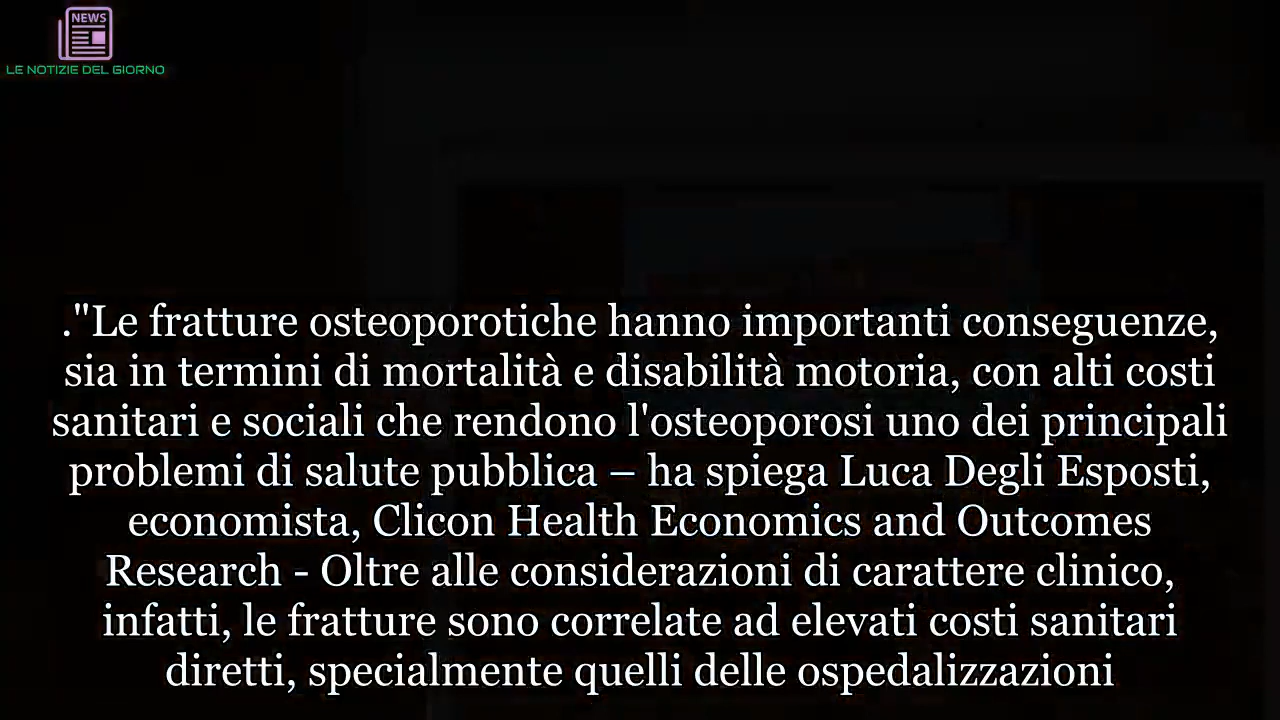 NEWS
LE NOTIZIE DEL GIORNO
."Le fratture osteoporotiche hanno importanti conseguenze,
sia in termini di mortalità e disabilità motoria, con alti costi
sanitari e sociali che rendono l'osteoporosi uno dei principali
problemi di salute pubblica – ha spiega Luca Degli Esposti,
economista, Clicon Health Economics and Outcomes
Research - Oltre alle considerazioni di carattere clinico,
infatti, le fratture sono correlate ad elevati costi sanitari
diretti, specialmente quelli delle ospedalizzazioni